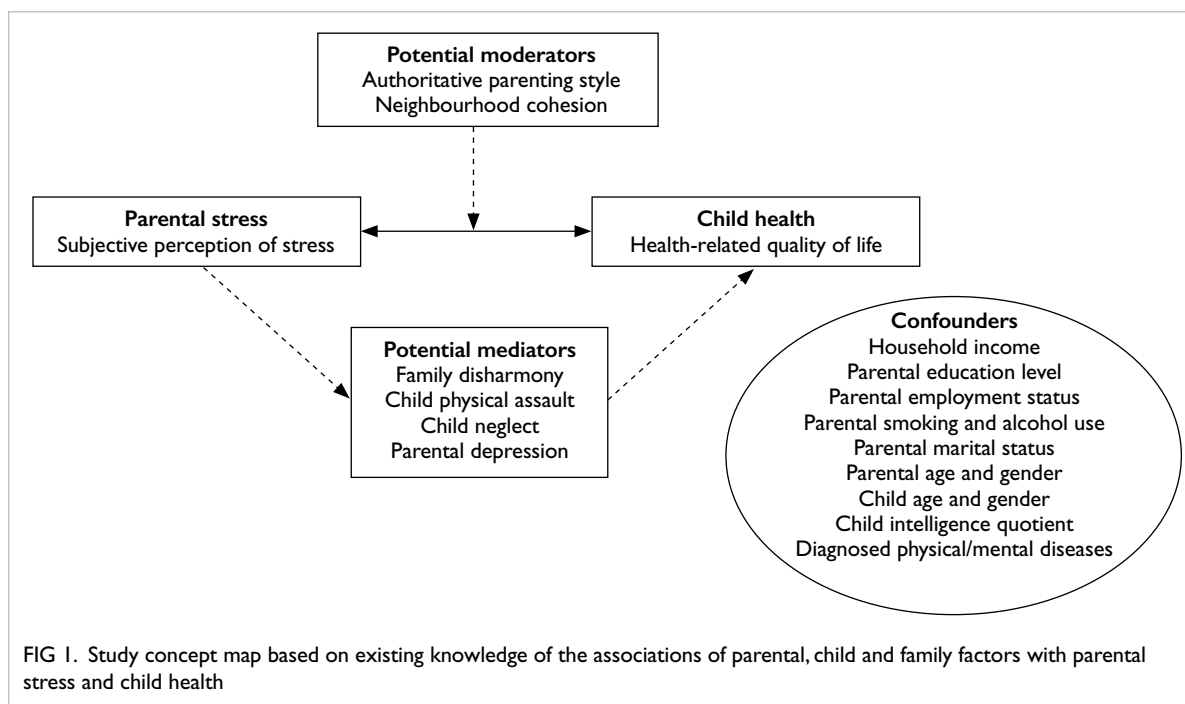 Potential moderators
Authoritative parenting style
Neighbourhood cohesion
Parental stress
Subjective perception of stress
Child health
Health-related quality of life
Potential mediators
Family disharmony
Child physical assault
Child neglect
Parental depression
Confounders
Household income
Parental education level
Parental employment status
Parental smoking and alcohol use
Parental marital status
Parental age and gender
Child age and gender
Child intelligence quotient
Diagnosed physical/mental diseases
FIG 1. Study concept map based on existing knowledge of the associations of parental, child and family factors with parental
stress and child health